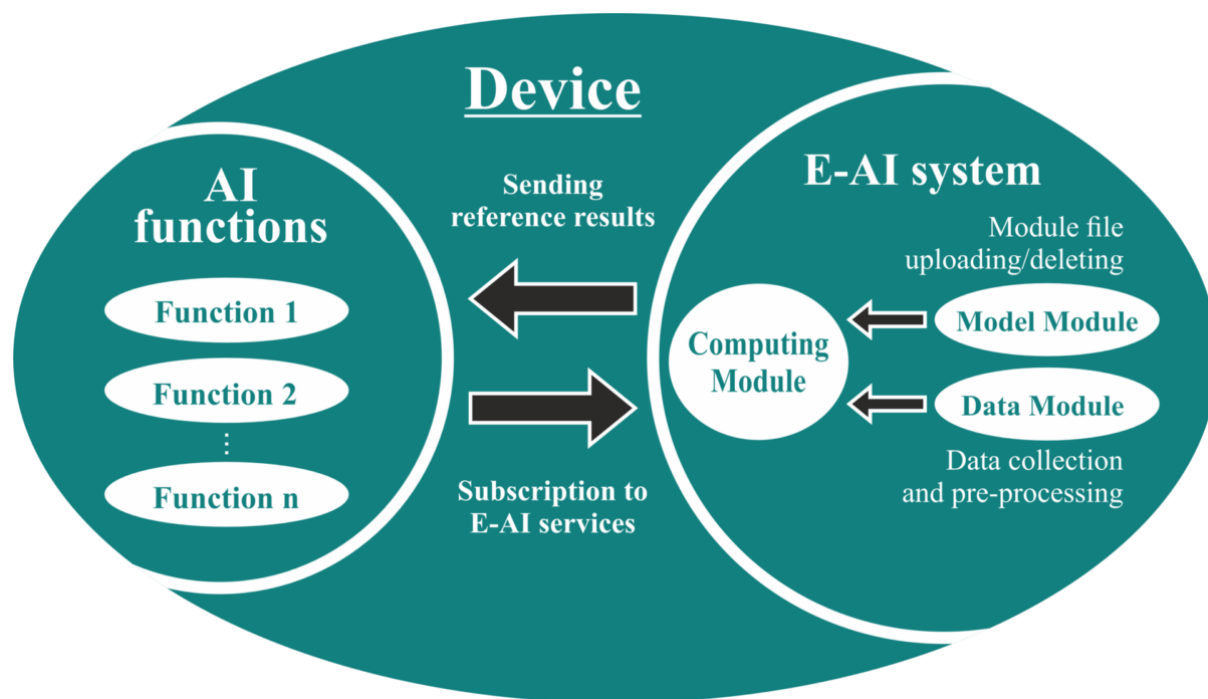 Device
AI
functions
Function 1
Function 2
⋮
Function n
Sending
reference results
Subscription to
E-AI services
E-AI system
Module file
uploading/deleting
Computing
Module
Model Module
Data Module
Data collection
and pre-processing